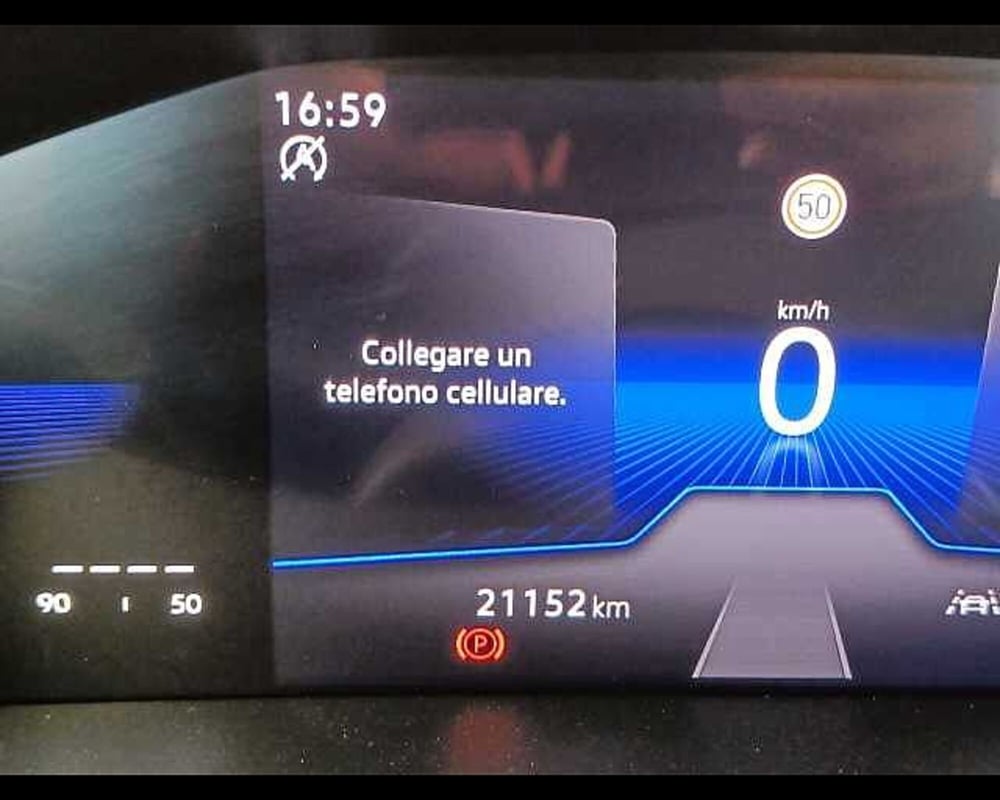 16:59
50
km/h
0
Collegare un
telefono cellulare.
90 50
21152 km
P